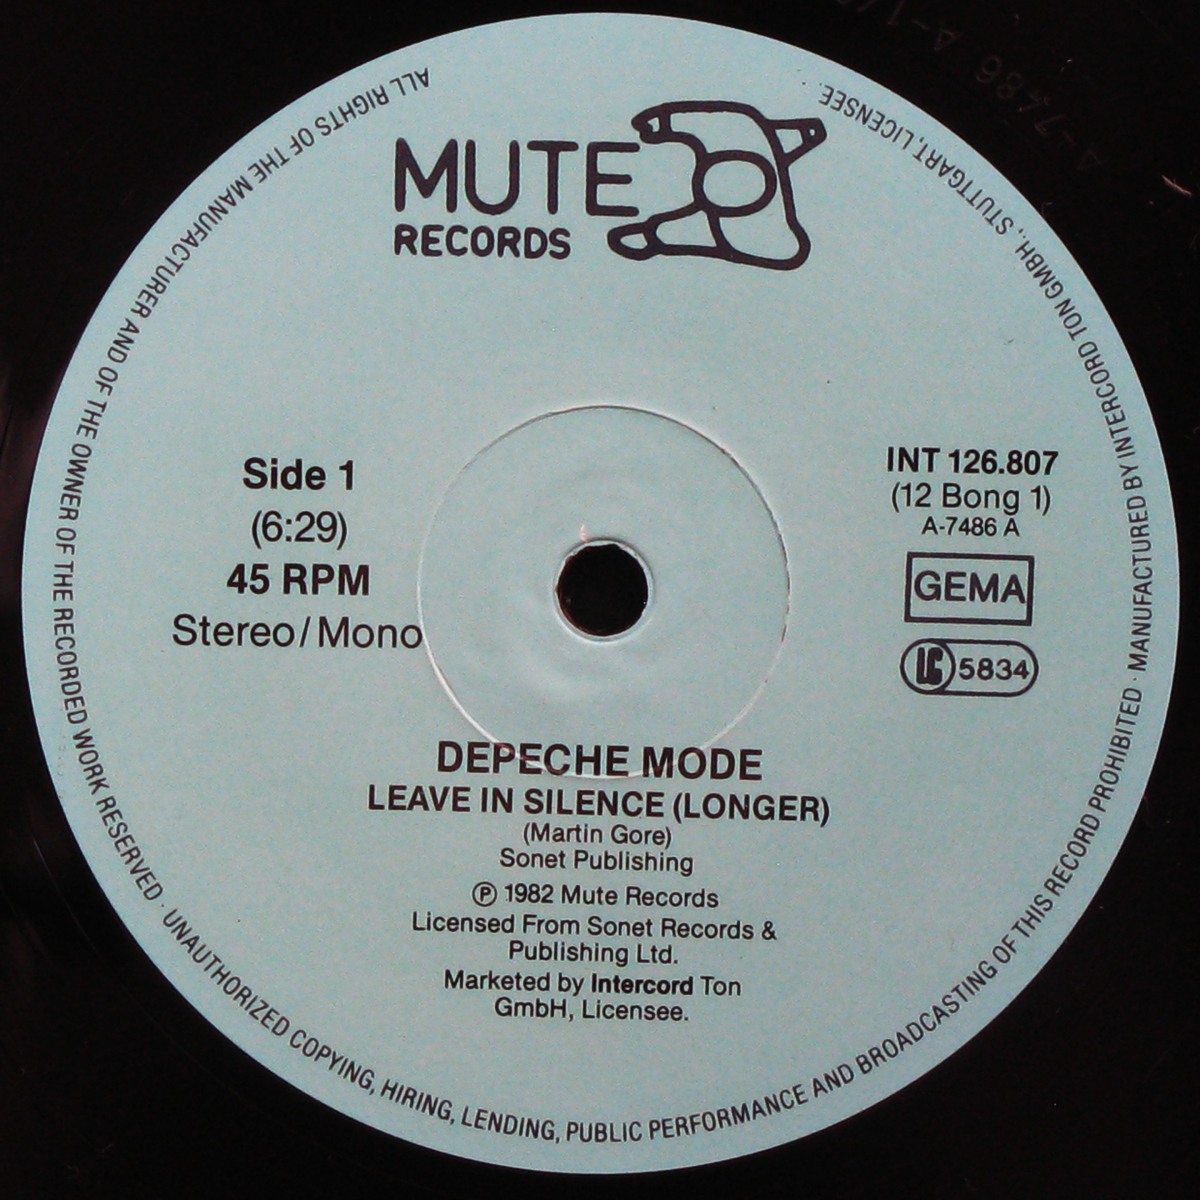 MUTE
RECORDS
Side 1
(6:29)
45 RPM
Stereo/Mono
INT 126.807
(12 Bong 1)
A-7486 A
GEMA
LC 5834
DEPECHE MODE
LEAVE IN SILENCE (LONGER)
(Martin Gore)
Sonet Publishing
Ⓟ 1982 Mute Records
Licensed From Sonet Records &
Publishing Ltd.
Marketed by Intercord Ton
GmbH, Licensee.
ALL RIGHTS OF THE MANUFACTURER AND OF THE OWNER OF THE RECORDED WORK RESERVED · UNAUTHORIZED COPYING, HIRING, LENDING, PUBLIC PERFORMANCE AND BROADCASTING OF THIS RECORD PROHIBITED · MANUFACTURED BY INTERCORD TON GMBH., STUTTGART, LICENSEE.
A-7486 A-1/